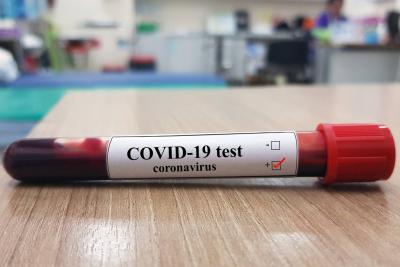 COVID-19 test
coronavirus
- ☐
+ ☑